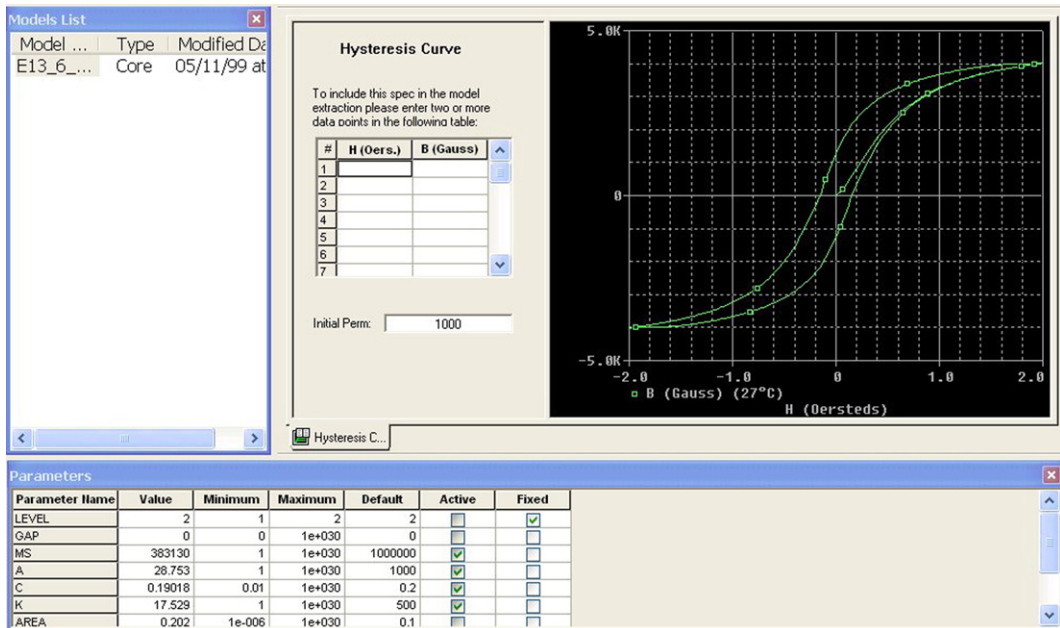 Models List
Model ... Type Modified Da
E13_6_... Core 05/11/99 at
Hysteresis Curve
To include this spec in the model
extraction please enter two or more
data points in the following table:
# H (Oers.) B (Gauss)
1
2
3
4
5
6
7
Initial Perm: 1000
5.0K
0
-5.0K
-2.0 -1.0 0 1.0 2.0
B (Gauss) (27°C)
H (Oersteds)
Hysteresis C...
Parameters
Parameter Name Value Minimum Maximum Default Active Fixed
LEVEL 2 1 2 2
GAP 0 0 1e+030 0
MS 383130 1 1e+030 1000000
A 28.753 1 1e+030 1000
C 0.19018 0.01 1e+030 0.2
K 17.529 1 1e+030 500
AREA 0.202 1e-006 1e+030 0.1